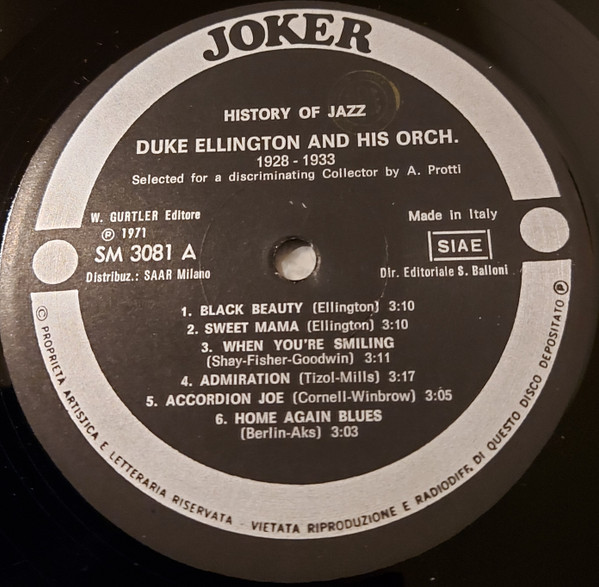 JOKER
HISTORY OF JAZZ
DUKE ELLINGTON AND HIS ORCH.
1928 - 1933
Selected for a discriminating Collector by A. Protti
W. GURTLER Editore
Ⓟ 1971
SM 3081 A
Distribuz.: SAAR Milano
Made in Italy
SIAE
Dir. Editoriale S. Balloni
1. BLACK BEAUTY (Ellington) 3:10
2. SWEET MAMA (Ellington) 3:10
3. WHEN YOU'RE SMILING
(Shay-Fisher-Goodwin) 3:11
4. ADMIRATION (Tizol-Mills) 3:17
5. ACCORDION JOE (Cornell-Winbrow) 3:05
6. HOME AGAIN BLUES
(Berlin-Aks) 3:03
© PROPRIETÀ ARTISTICA E LETTERARIA RISERVATA - VIETATA RIPRODUZIONE E RADIODIFF. DI QUESTO DISCO DEPOSITATO Ⓟ